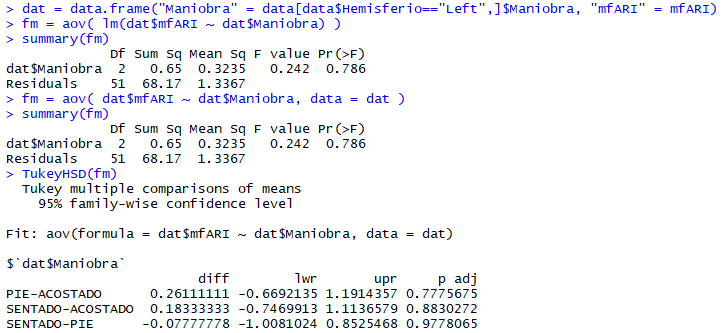 > dat = data.frame("Maniobra" = data[data$Hemisferio=="Left",]$Maniobra, "mfARI" = mfARI)
> fm = aov( lm(dat$mfARI ~ dat$Maniobra) )
> summary(fm)
             Df Sum Sq Mean Sq F value Pr(>F)
dat$Maniobra  2   0.65  0.3235   0.242  0.786
Residuals    51  68.17  1.3367
> fm = aov( dat$mfARI ~ dat$Maniobra, data = dat )
> summary(fm)
             Df Sum Sq Mean Sq F value Pr(>F)
dat$Maniobra  2   0.65  0.3235   0.242  0.786
Residuals    51  68.17  1.3367
> TukeyHSD(fm)
  Tukey multiple comparisons of means
    95% family-wise confidence level

Fit: aov(formula = dat$mfARI ~ dat$Maniobra, data = dat)

$`dat$Maniobra`
                        diff        lwr       upr     p adj
PIE-ACOSTADO      0.26111111 -0.6692135 1.1914357 0.7775675
SENTADO-ACOSTADO  0.18333333 -0.7469913 1.1136579 0.8830272
SENTADO-PIE      -0.07777778 -1.0081024 0.8525468 0.9778065